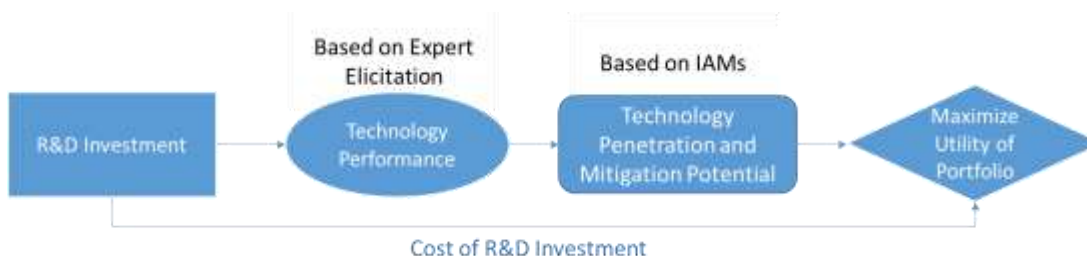 Based on Expert
Elicitation
Based on IAMs
R&D Investment
Technology
Performance
Technology
Penetration and
Mitigation Potential
Maximize
Utility of
Portfolio
Cost of R&D Investment